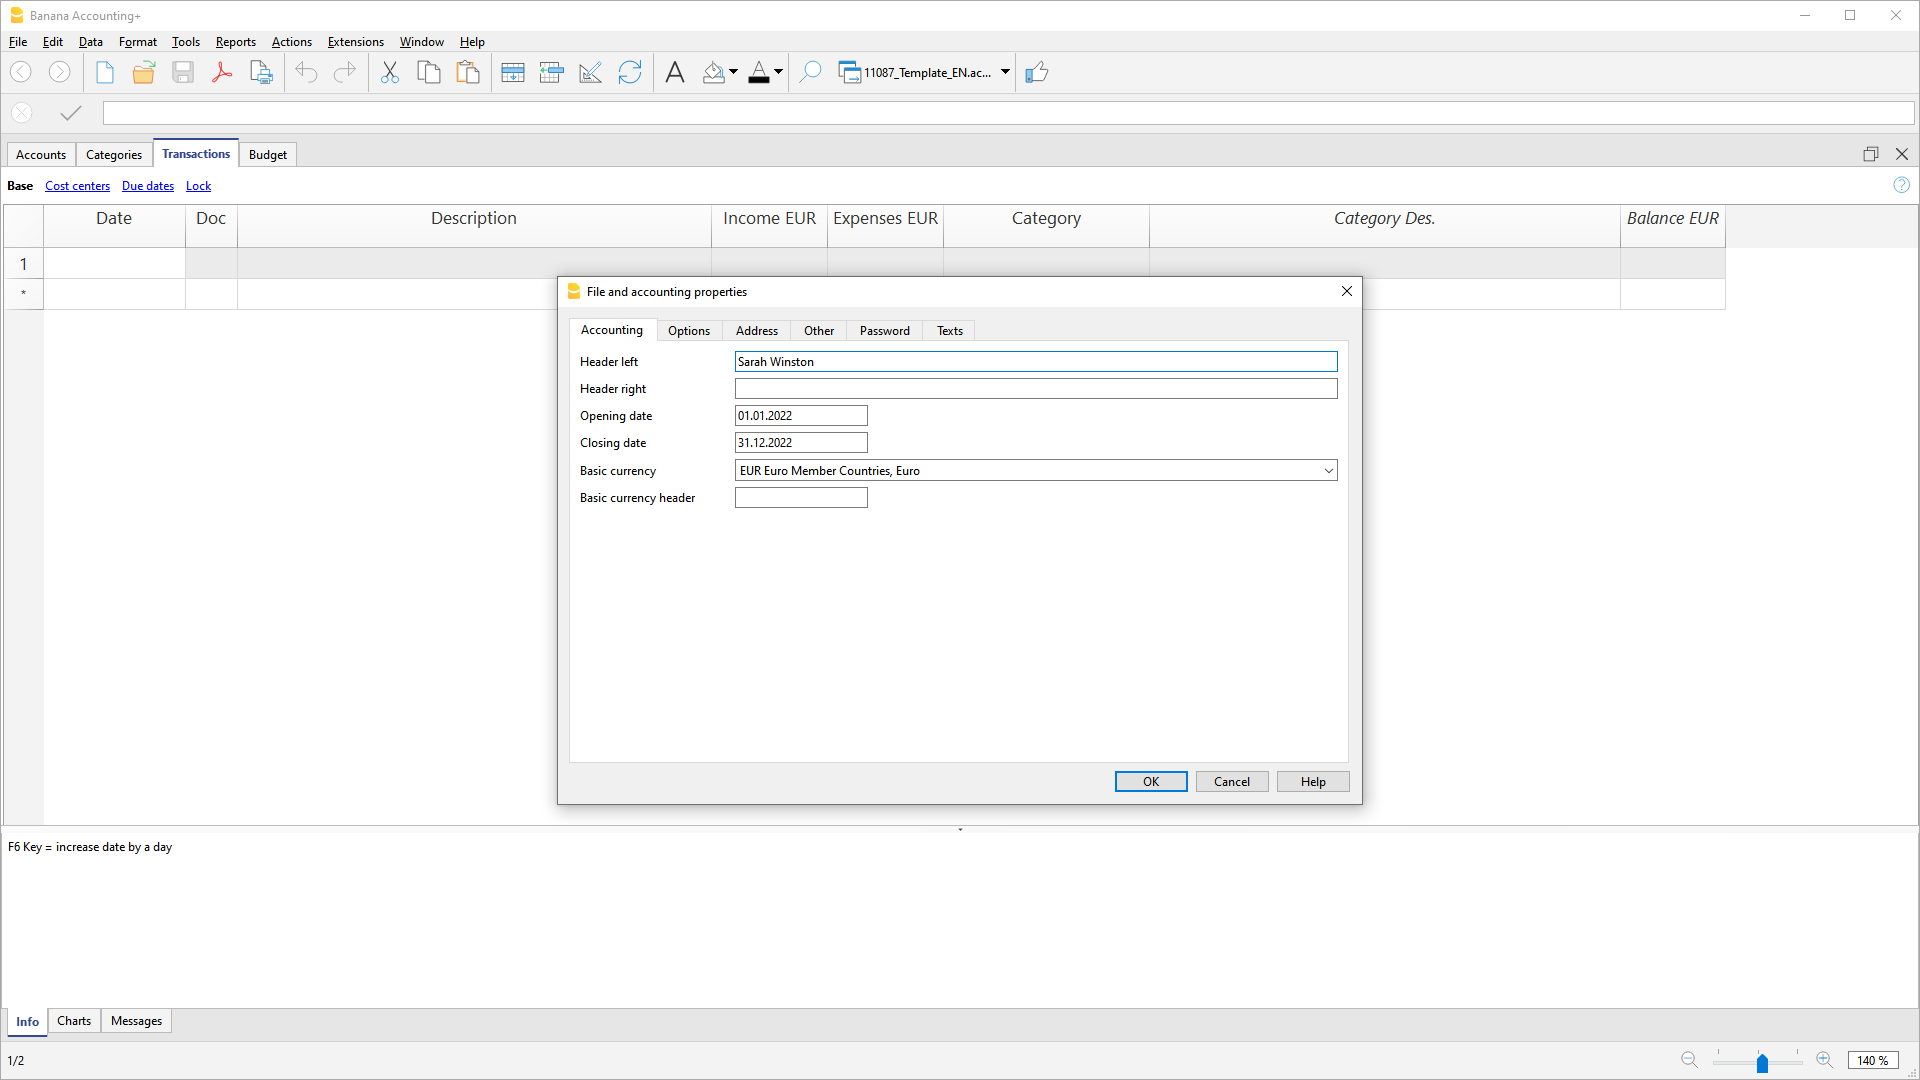 Banana Accounting+
File Edit Data Format Tools Reports Actions Extensions Window Help
11087_Template_EN.ac...
Accounts Categories Transactions Budget
Base Cost centers Due dates Lock
Date Doc Description Income EUR Expenses EUR Category Category Des. Balance EUR
1
*
File and accounting properties
Accounting Options Address Other Password Texts
Header left Sarah Winston
Header right
Opening date 01.01.2022
Closing date 31.12.2022
Basic currency EUR Euro Member Countries, Euro
Basic currency header
OK Cancel Help
F6 Key = increase date by a day
Info Charts Messages
1/2 140 %